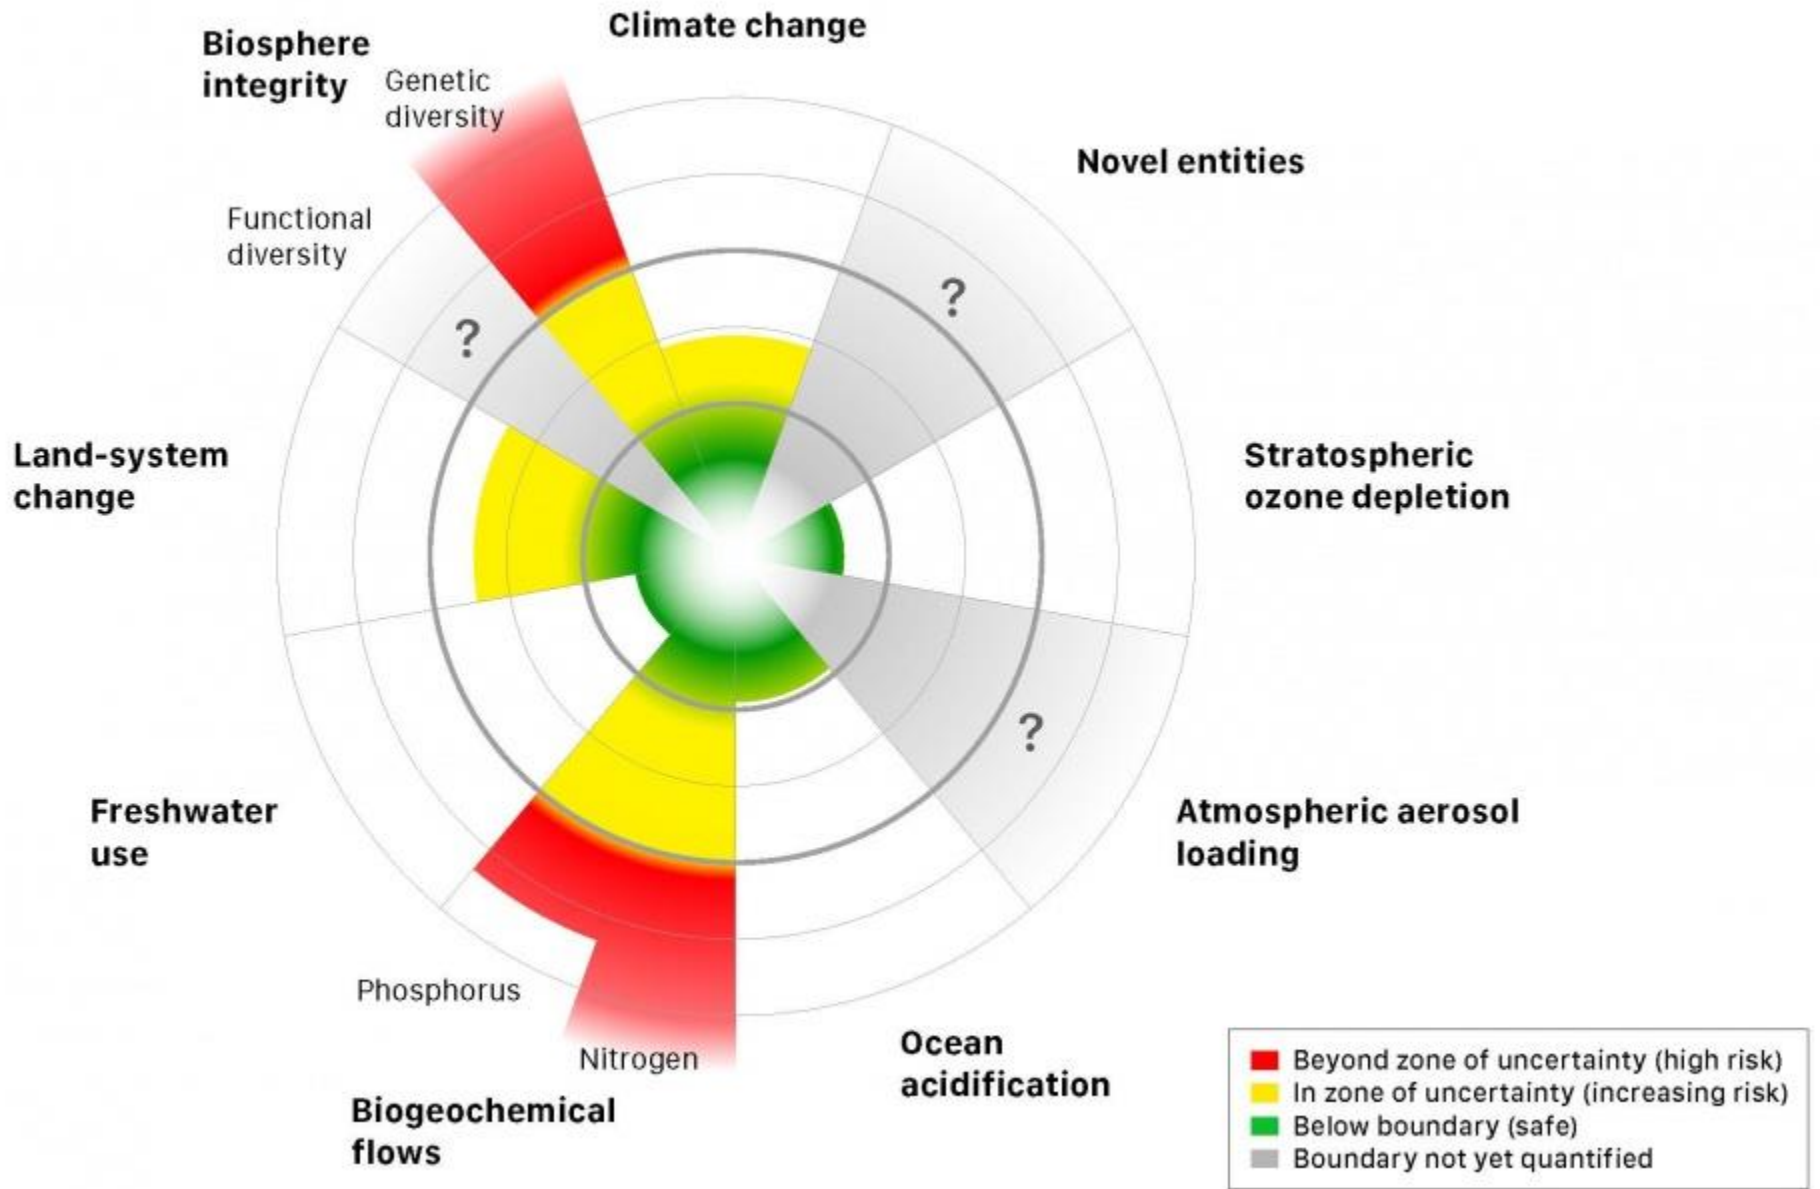 Climate change
Biosphere
integrity
Genetic
diversity
Novel entities
Functional
diversity
?
?
Land-system
change
Stratospheric
ozone depletion
?
Freshwater
use
Atmospheric aerosol
loading
Phosphorus
Nitrogen
Biogeochemical
flows
Ocean
acidification
Beyond zone of uncertainty (high risk)
In zone of uncertainty (increasing risk)
Below boundary (safe)
Boundary not yet quantified